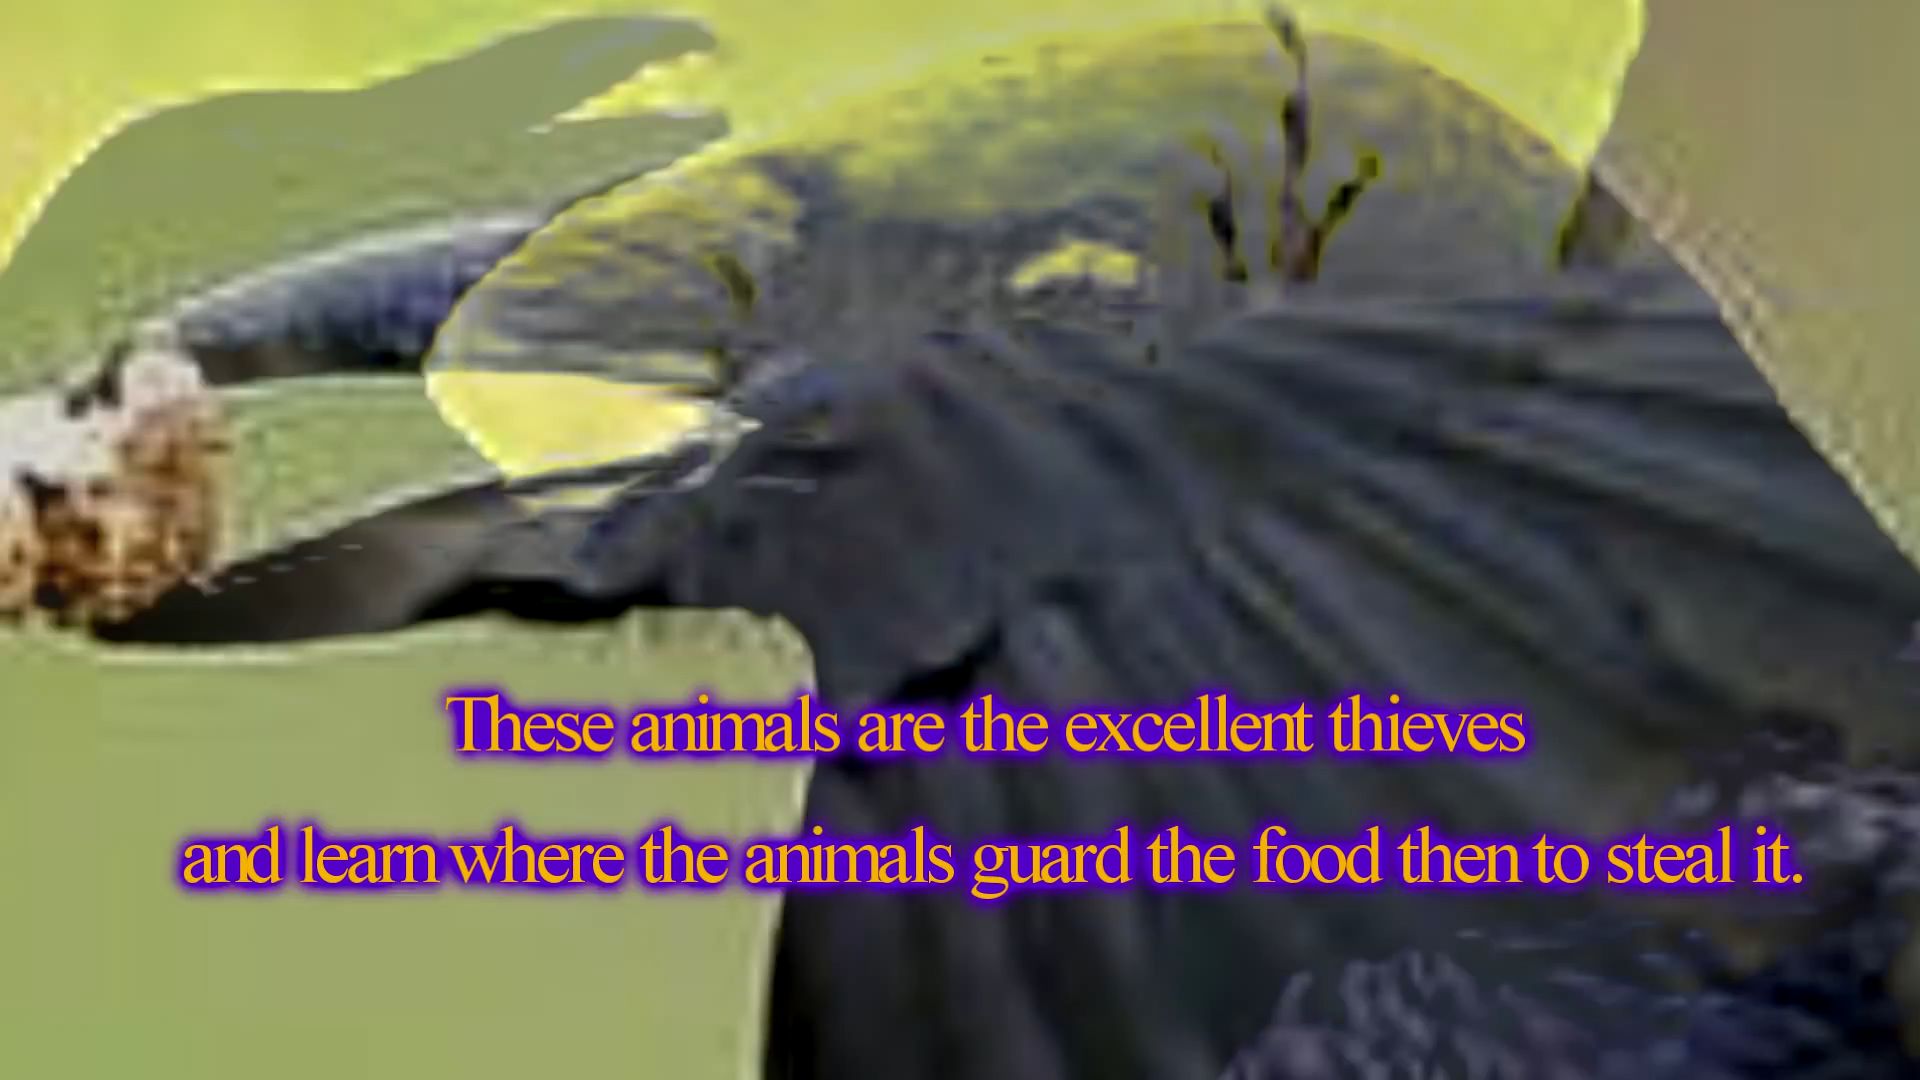 These animals are the excellent thieves
and learn where the animals guard the food then to steal it.